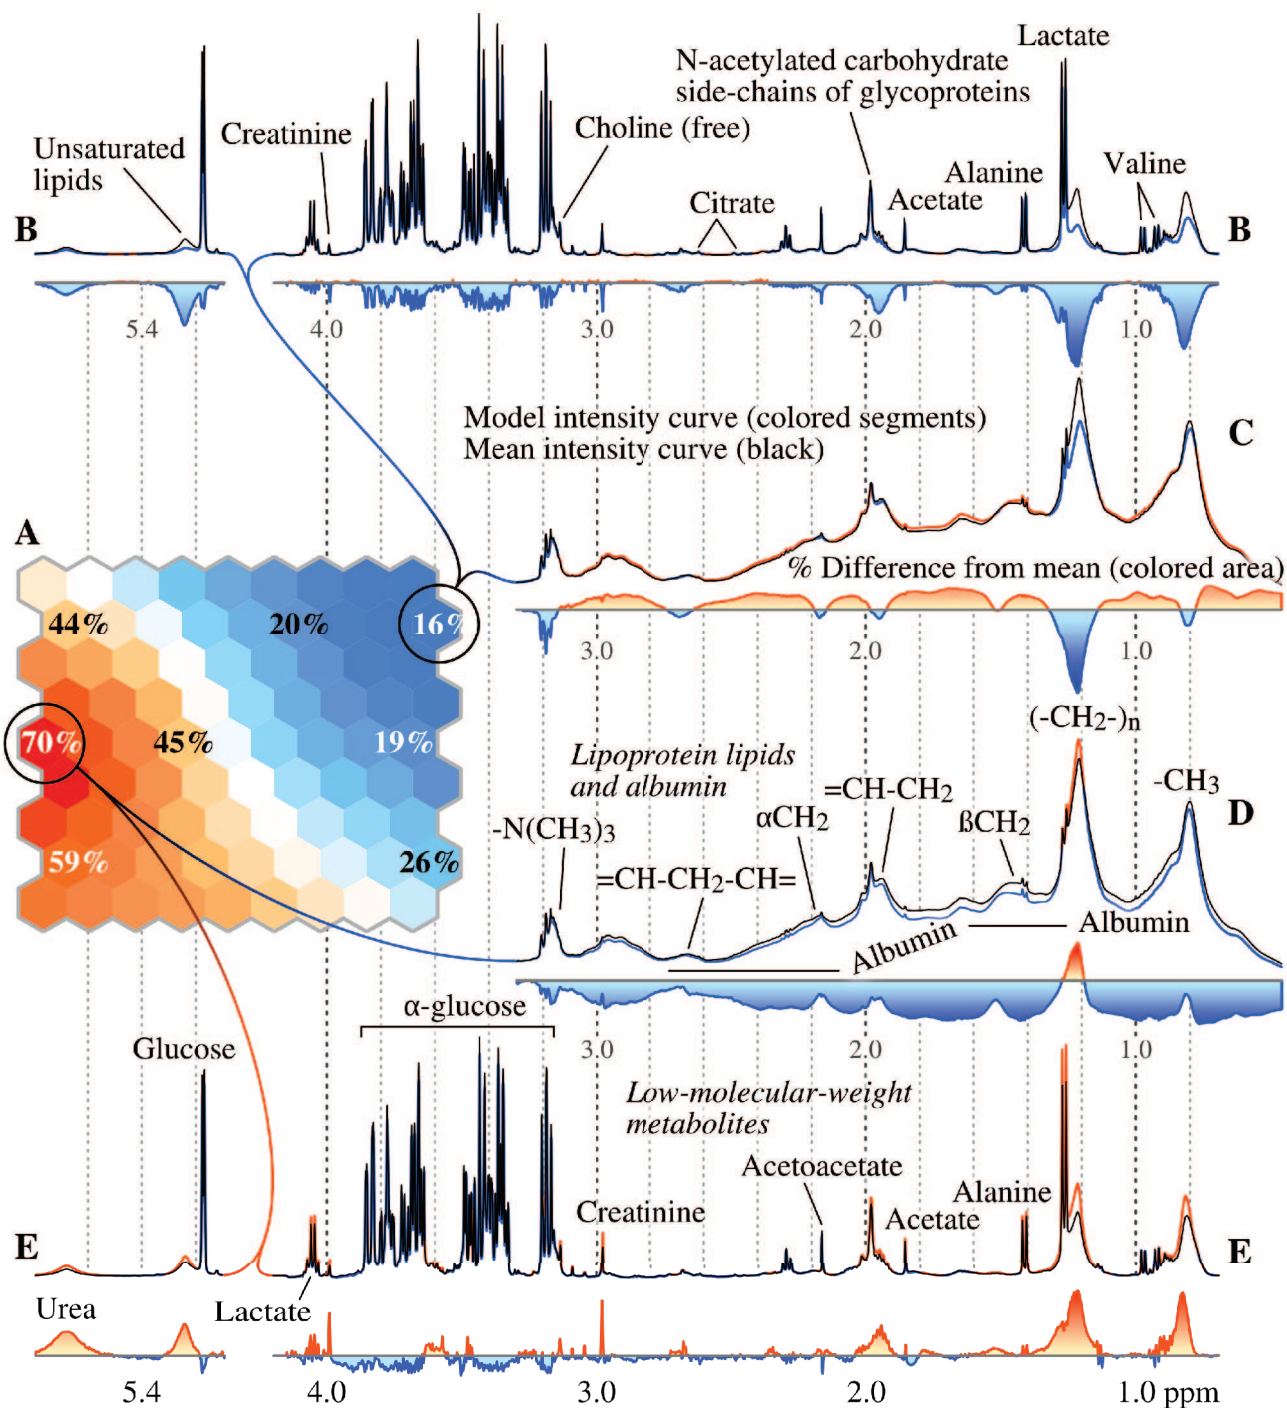 Lactate
N-acetylated carbohydrate
side-chains of glycoproteins
Creatinine
Choline (free)
Unsaturated
lipids
Valine
Alanine
Citrate
Acetate
B
B
5.4
4.0
3.0
2.0
1.0
Model intensity curve (colored segments)
Mean intensity curve (black)
C
A
% Difference from mean (colored area)
44%
20%
16%
3.0
2.0
1.0
(-CH2-)n
70%
45%
19%
Lipoprotein lipids
and albumin
=CH-CH2
-CH3
αCH2
ßCH2
D
-N(CH3)3
59%
26%
=CH-CH2-CH=
Albumin
Albumin
α-glucose
Glucose
3.0
2.0
1.0
Low-molecular-weight
metabolites
Acetoacetate
Alanine
Creatinine
Acetate
E
E
Urea
Lactate
5.4
4.0
3.0
2.0
1.0 ppm